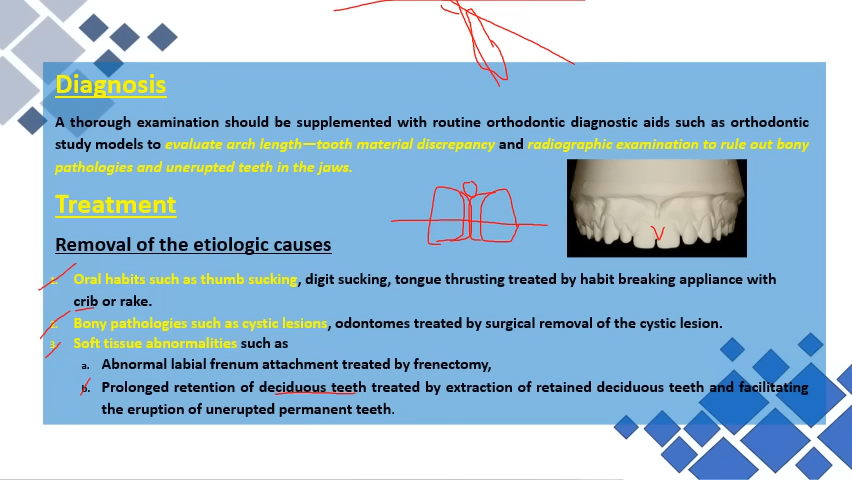 Diagnosis
A thorough examination should be supplemented with routine orthodontic diagnostic aids such as orthodontic
study models to evaluate arch length—tooth material discrepancy and radiographic examination to rule out bony
pathologies and unerupted teeth in the jaws.
Treatment
Removal of the etiologic causes
1. Oral habits such as thumb sucking, digit sucking, tongue thrusting treated by habit breaking appliance with
crib or rake.
2. Bony pathologies such as cystic lesions, odontomes treated by surgical removal of the cystic lesion.
3. Soft tissue abnormalities such as
a. Abnormal labial frenum attachment treated by frenectomy,
b. Prolonged retention of deciduous teeth treated by extraction of retained deciduous teeth and facilitating
the eruption of unerupted permanent teeth.